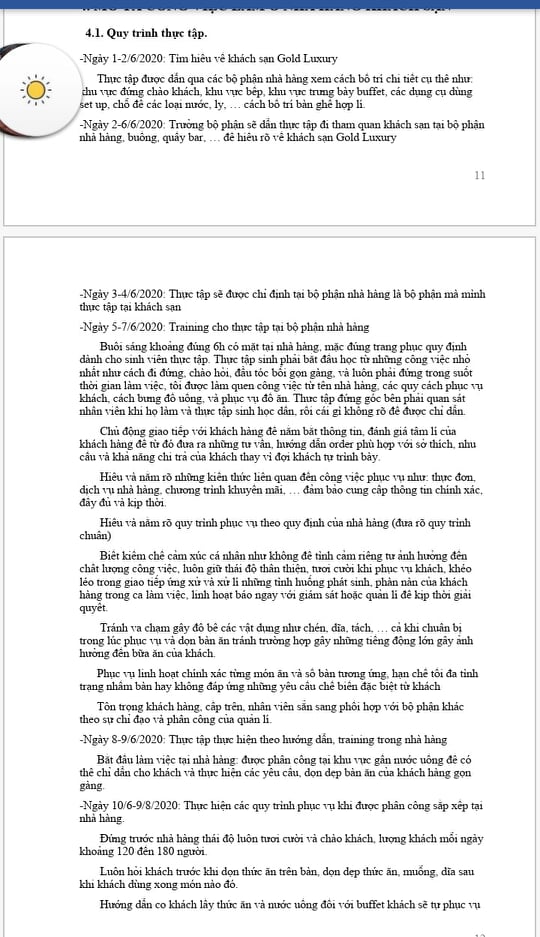 4.1. Quy trình thực tập.
-Ngày 1-2/6/2020: Tìm hiểu về khách sạn Gold Luxury
Thực tập được dẫn qua các bộ phận nhà hàng xem cách bố trí chi tiết cụ thể như:
khu vực đứng chào khách, khu vực bếp, khu vực trưng bày buffet, các dụng cụ dùng
set up, chổ để các loại nước, ly, … cách bố trí bàn ghế hợp lí.
-Ngày 2-6/6/2020: Trưởng bộ phận sẽ dẫn thực tập đi tham quan khách sạn tại bộ phận
nhà hàng, buồng, quầy bar, … để hiểu rõ về khách sạn Gold Luxury
11
-Ngày 3-4/6/2020: Thực tập sẽ được chỉ định tại bộ phận nhà hàng là bộ phận mà mình
thực tập tại khách sạn
-Ngày 5-7/6/2020: Training cho thực tập tại bộ phận nhà hàng
Buổi sáng khoảng đúng 6h có mặt tại nhà hàng, mặc đúng trang phục quy định
dành cho sinh viên thực tập. Thực tập sinh phải bắt đầu học từ những công việc nhỏ
nhất như cách đi đứng, chào hỏi, đầu tóc bối gọn gàng, và luôn phải đứng trong suốt
thời gian làm việc, tôi được làm quen công việc từ tên nhà hàng, các quy cách phục vụ
khách, cách bưng đồ uống, và phục vụ đồ ăn. Thưc tập đứng góc bên phải quan sát
nhân viên khi họ làm và thực tập sinh học dần, rồi cái gì không rõ để được chỉ dẫn.
Chủ động giao tiếp với khách hàng để nắm bắt thông tin, đánh giá tâm lí của
khách hàng để từ đó đưa ra những tư vấn, hướng dẫn order phù hợp với sở thích, nhu
cầu và khả năng chi trả của khách thay vì đợi khách tự trình bày.
Hiểu và nắm rõ những kiến thức liên quan đến công việc phục vụ như: thực đơn,
dịch vụ nhà hàng, chương trình khuyến mãi, … đảm bảo cung cấp thông tin chính xác,
đầy đủ và kịp thời.
Hiểu và nắm rõ quy trình phục vụ theo quy định của nhà hàng (đưa rõ quy trình
chuẩn)
Biết kiềm chế cảm xúc cá nhân như không để tình cảm riêng tư ảnh hưởng đến
chất lượng công việc, luôn giữ thái độ thân thiện, tươi cười khi phục vụ khách, khéo
léo trong giao tiếp ứng xử và xử lí những tình huống phát sinh, phàn nàn của khách
hàng trong ca làm việc, linh hoạt báo ngay với giám sát hoặc quản lí để kịp thời giải
quyết.
Tránh va chạm gây đổ bể các vật dụng như chén, dĩa, tách, … cả khi chuẩn bị
trong lúc phục vụ và dọn bàn ăn tránh trường hợp gây những tiếng động lớn gây ảnh
hưởng đến bữa ăn của khách.
Phục vụ linh hoạt chính xác từng món ăn và số bàn tương ứng, hạn chế tối đa tình
trạng nhầm bàn hay không đáp ứng những yêu cầu chế biến đặc biệt từ khách
Tôn trọng khách hàng, cấp trên, nhân viên sẵn sang phối hợp với bộ phận khác
theo sự chỉ đạo và phân công của quản lí.
-Ngày 8-9/6/2020: Thực tập thực hiện theo hướng dẫn, training trong nhà hàng
Bắt đầu làm việc tại nhà hàng: được phân công tại khu vực gần nước uống để có
thể chỉ dẫn cho khách và thực hiện các yêu cầu, dọn dẹp bàn ăn của khách hàng gọn
gàng.
-Ngày 10/6-9/8/2020: Thực hiện các quy trình phục vụ khi được phân công sắp xếp tại
nhà hàng.
Đứng trước nhà hàng thái độ luôn tươi cười và chào khách, lượng khách mỗi ngày
khoảng 120 đến 180 người.
Luôn hỏi khách trước khi dọn thức ăn trên bàn, dọn dẹp thức ăn, muỗng, dĩa sau
khi khách dùng xong món nào đó.
Hướng dẫn co khách lấy thức ăn và nước uống đối với buffet khách sẽ tự phục vụ